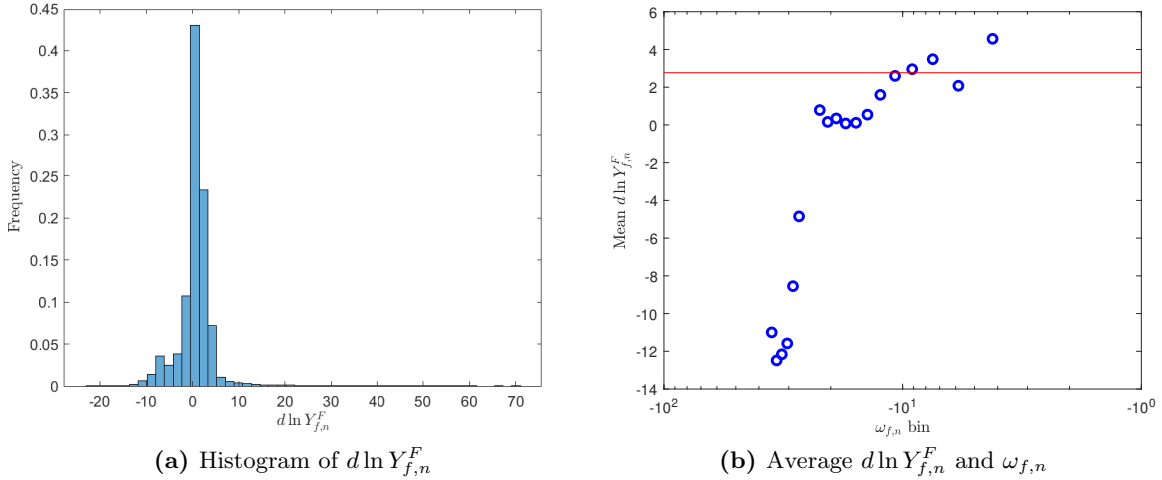 0.45
0.4
0.35
0.3
0.25
0.2
0.15
0.1
0.05
0
Frequency
-20 -10 0 10 20 30 40 50 60 70
d ln Y^F_{f,n}
(a) Histogram of d ln Y^F_{f,n}
6
4
2
0
-2
-4
-6
-8
-10
-12
-14
Mean d ln Y^F_{f,n}
-10^2 -10^1 -10^0
ω_{f,n} bin
(b) Average d ln Y^F_{f,n} and ω_{f,n}